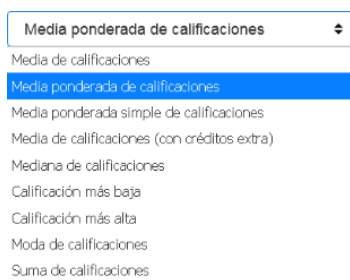 Media ponderada de calificaciones
Media de calificaciones
Media ponderada de calificaciones
Media ponderada simple de calificaciones
Media de calificaciones (con créditos extra)
Mediana de calificaciones
Calificación más baja
Calificación más alta
Moda de calificaciones
Suma de calificaciones